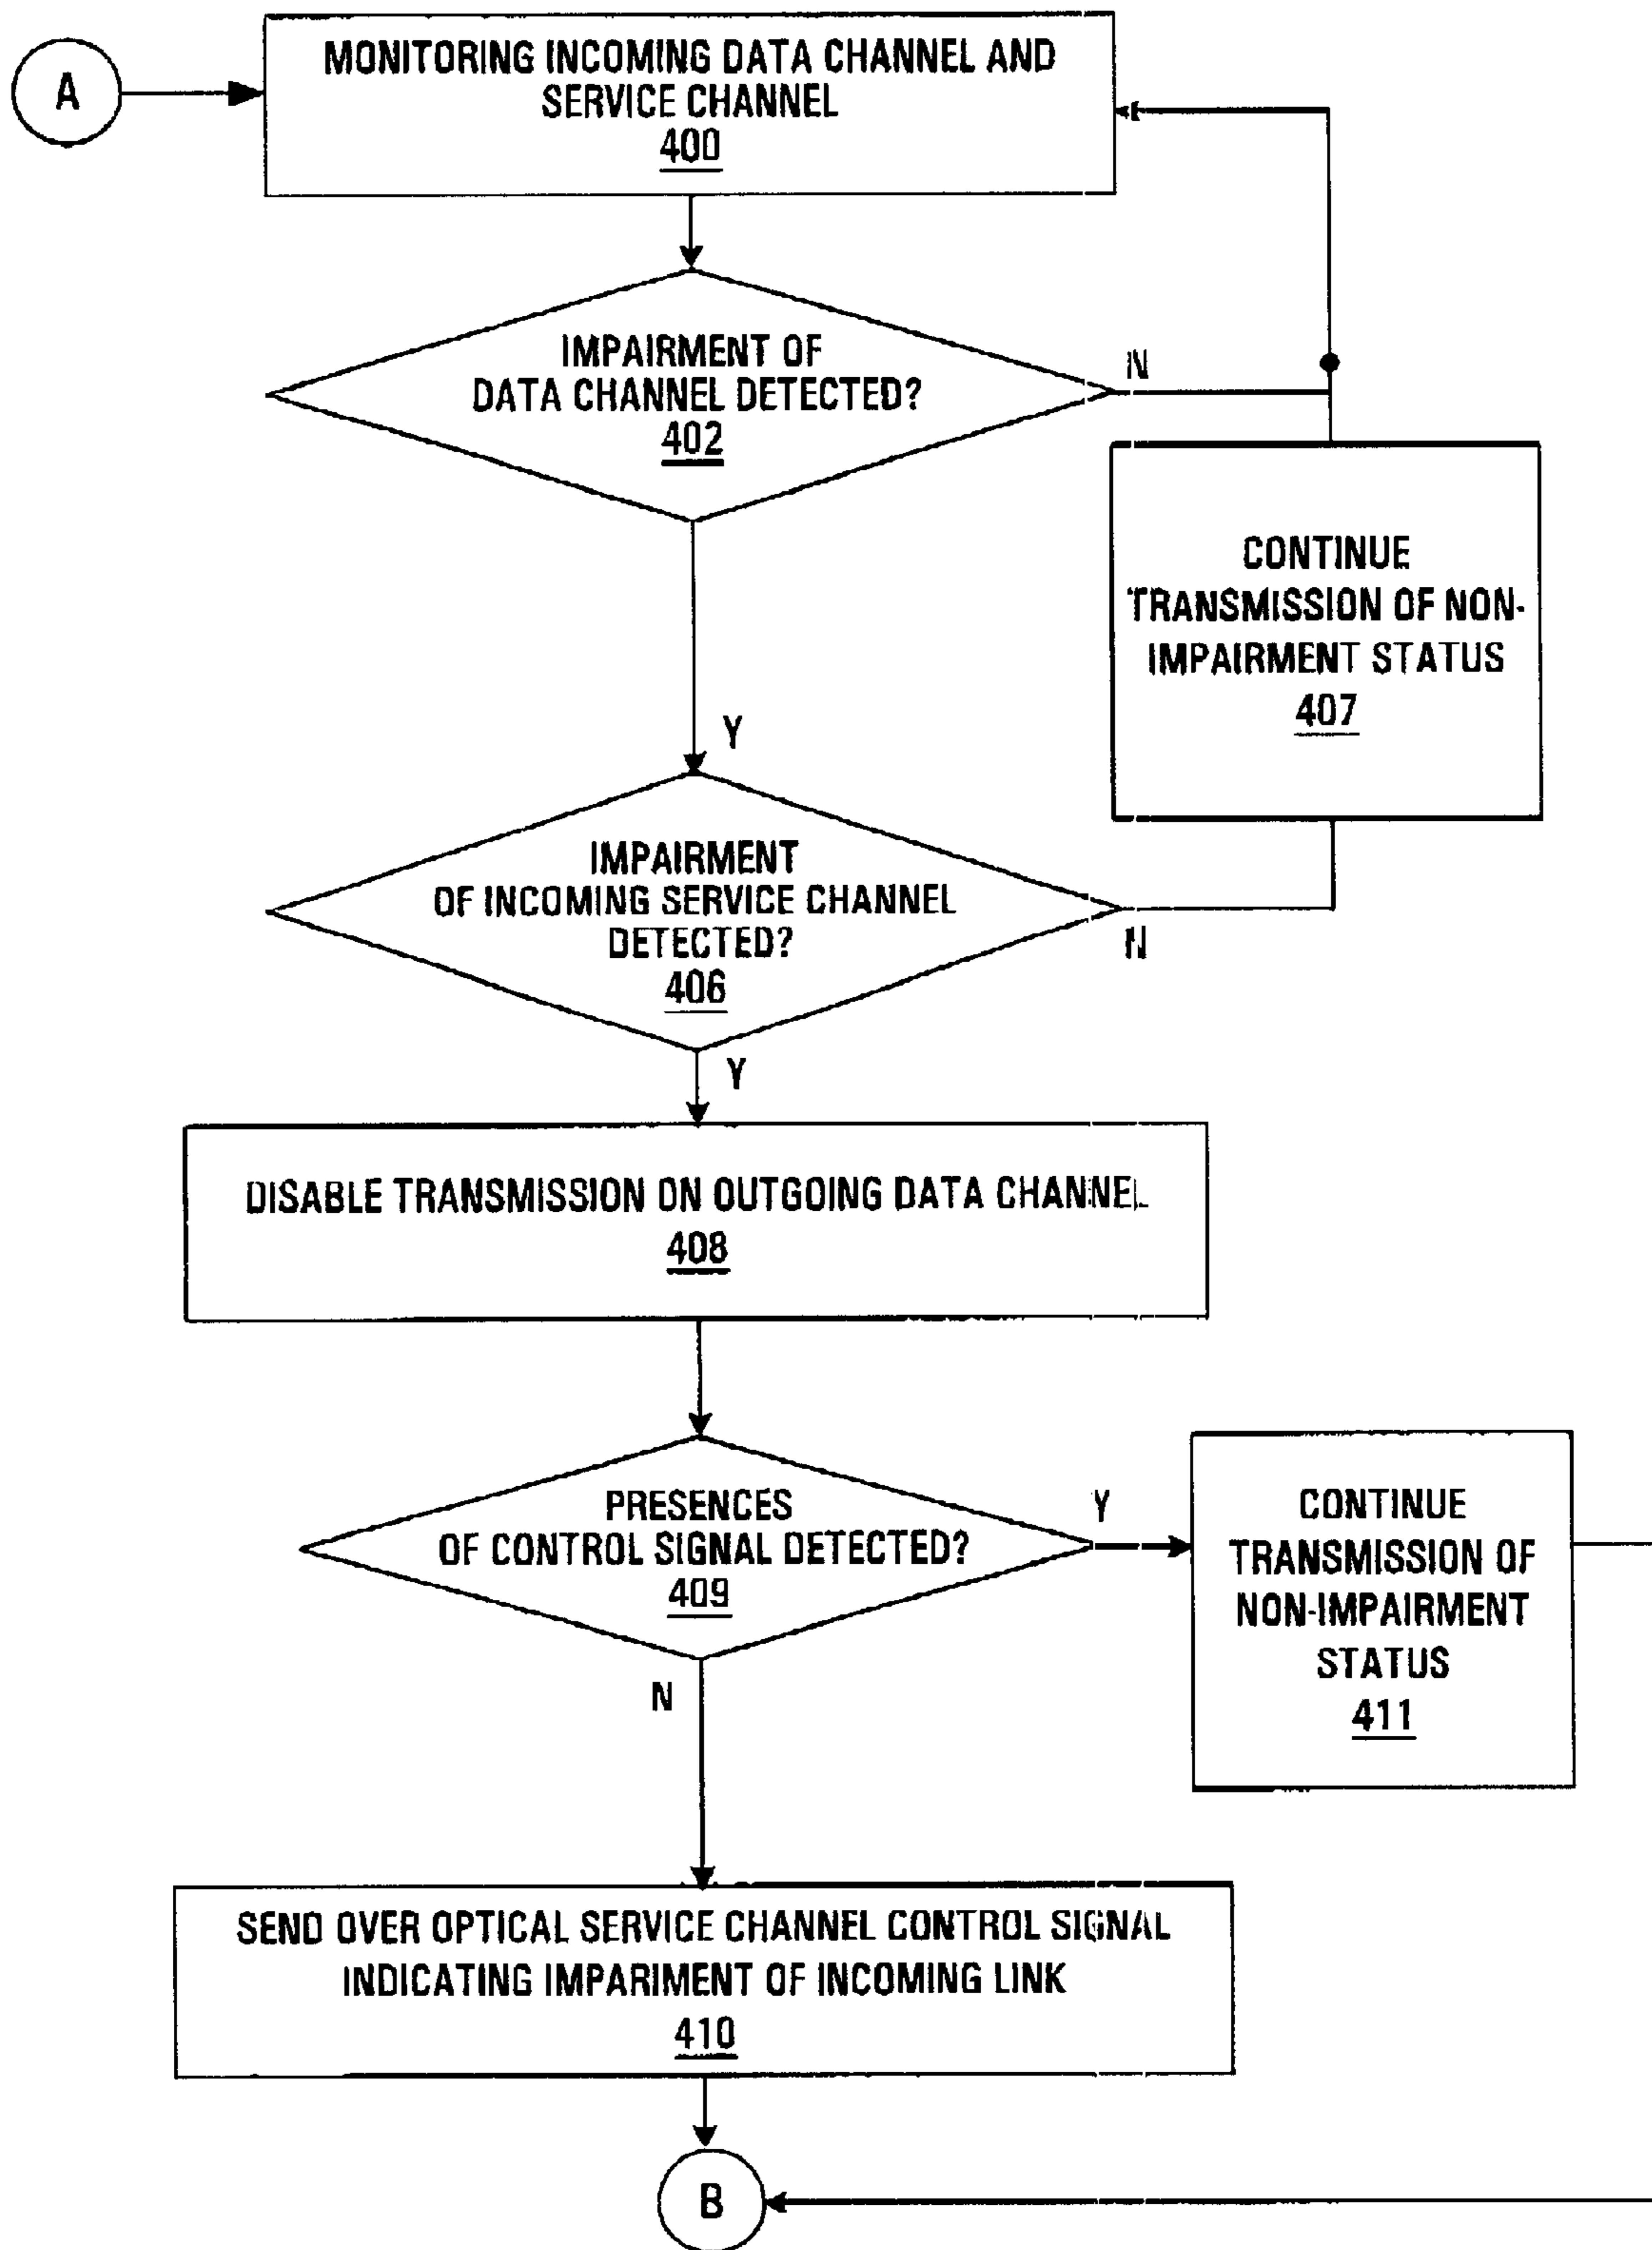 A
MONITORING INCOMING DATA CHANNEL AND
SERVICE CHANNEL
400
IMPAIRMENT OF
DATA CHANNEL DETECTED?
402
N
CONTINUE
TRANSMISSION OF NON-
IMPAIRMENT STATUS
407
Y
IMPAIRMENT
OF INCOMING SERVICE CHANNEL
DETECTED?
406
N
Y
DISABLE TRANSMISSION ON OUTGOING DATA CHANNEL
408
PRESENCES
OF CONTROL SIGNAL DETECTED?
409
Y
CONTINUE
TRANSMISSION OF
NON-IMPAIRMENT
STATUS
411
N
SEND OVER OPTICAL SERVICE CHANNEL CONTROL SIGNAL
INDICATING IMPARIMENT OF INCOMING LINK
410
B